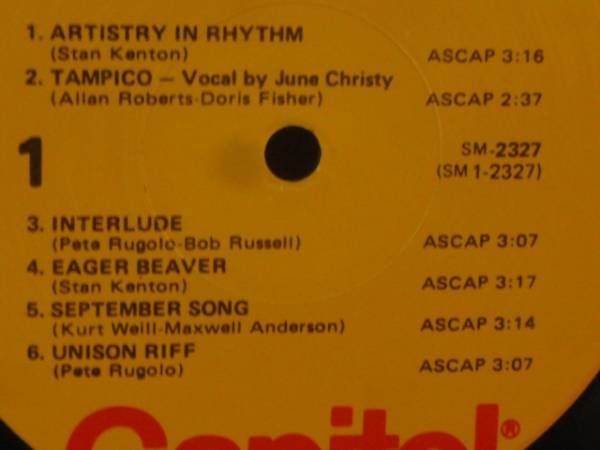 1. ARTISTRY IN RHYTHM
(Stan Kenton) ASCAP 3:16
2. TAMPICO — Vocal by June Christy
(Allan Roberts-Doris Fisher) ASCAP 2:37
1
SM-2327
(SM 1-2327)
3. INTERLUDE
(Pete Rugolo-Bob Russell) ASCAP 3:07
4. EAGER BEAVER
(Stan Kenton) ASCAP 3:17
5. SEPTEMBER SONG
(Kurt Weill-Maxwell Anderson) ASCAP 3:14
6. UNISON RIFF
(Pete Rugolo) ASCAP 3:07
Capitol®